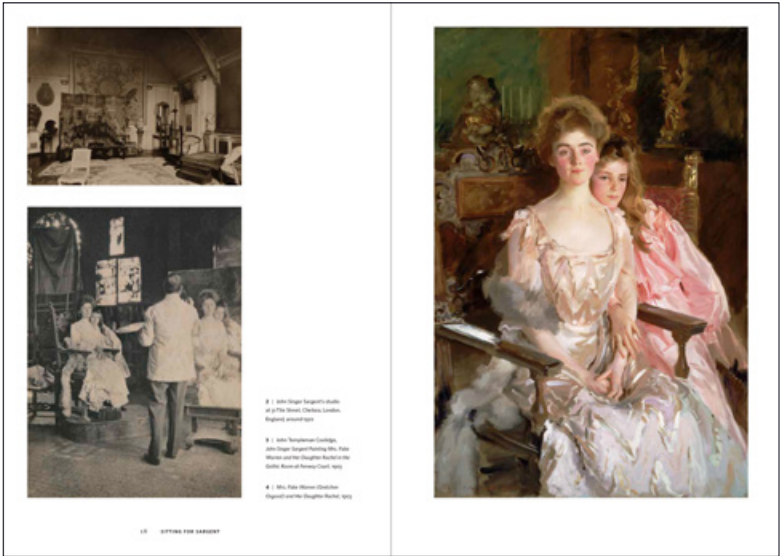 2 | John Singer Sargent's studio
at 31 Tite Street, Chelsea, London,
England, around 1920
3 | John Templeman Coolidge,
John Singer Sargent Painting Mrs. Fiske
Warren and Her Daughter Rachel in the
Gothic Room at Fenway Court, 1903
4 | Mrs. Fiske Warren (Gretchen
Osgood) and Her Daughter Rachel, 1903
SITTING FOR SARGENT